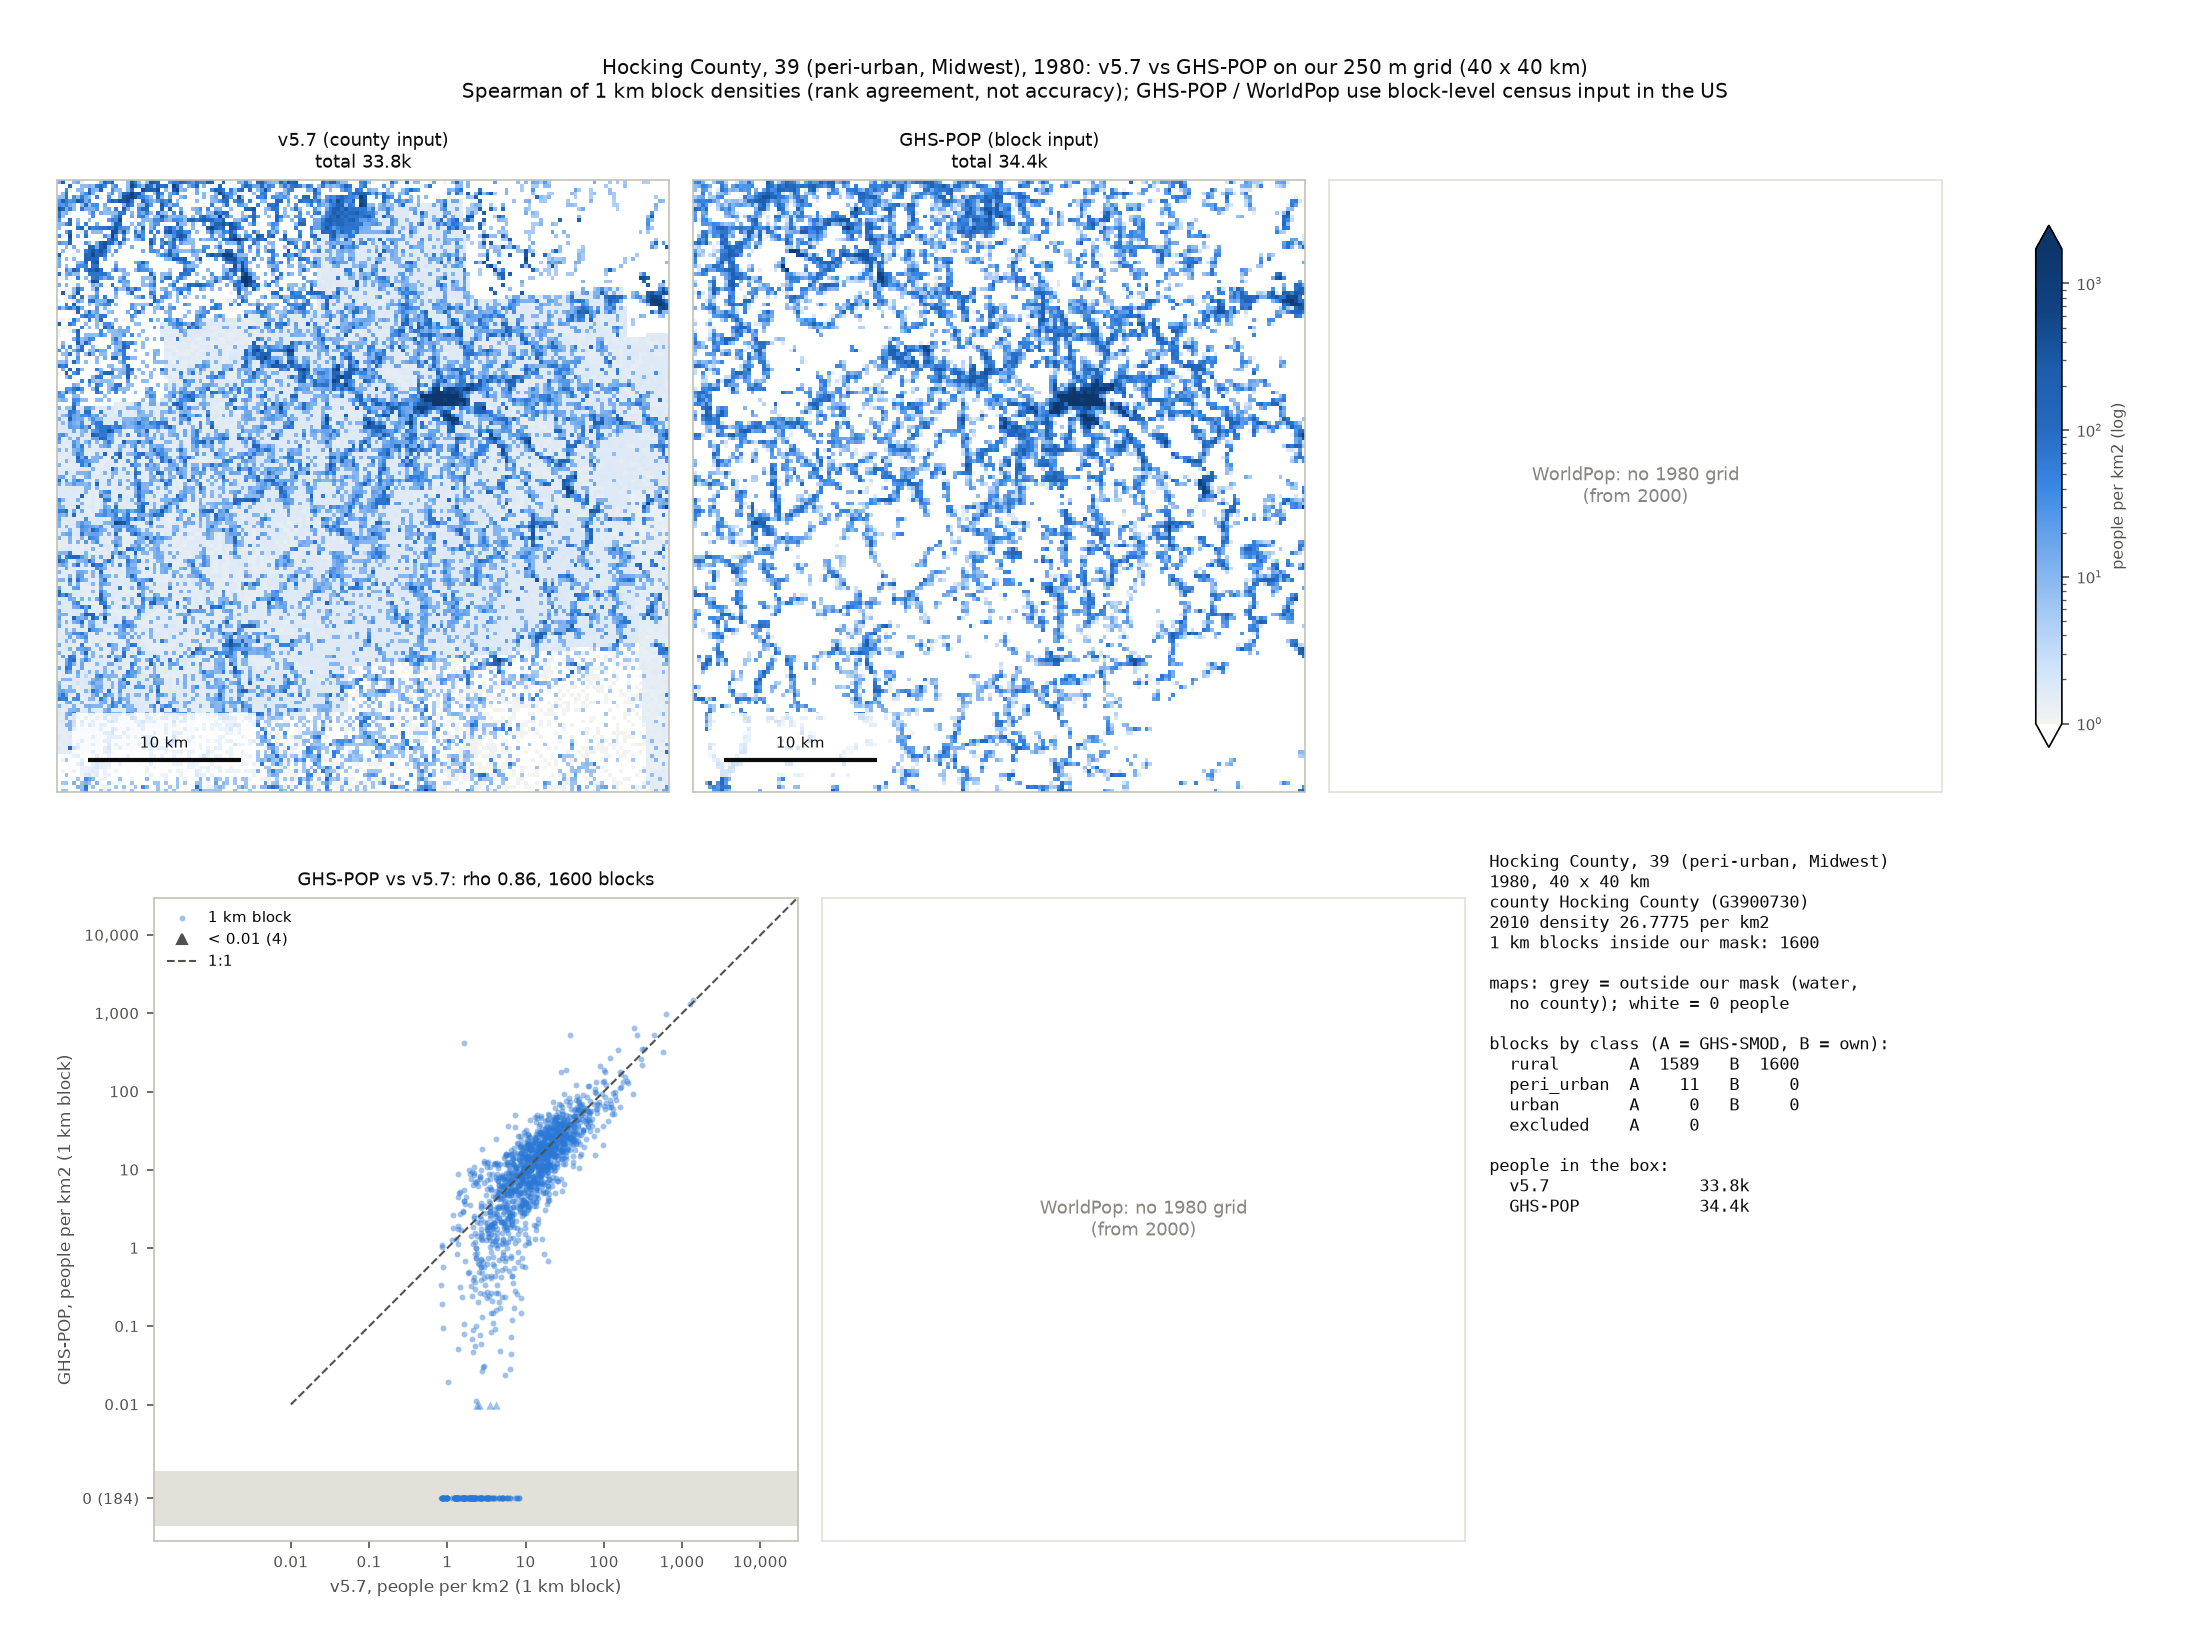 Hocking County, 39 (peri-urban, Midwest), 1980: v5.7 vs GHS-POP on our 250 m grid (40 x 40 km)
Spearman of 1 km block densities (rank agreement, not accuracy); GHS-POP / WorldPop use block-level census input in the US
v5.7 (county input)
total 33.8k
GHS-POP (block input)
total 34.4k
10 km
10 km
WorldPop: no 1980 grid
(from 2000)
10³
10²
10¹
10⁰
people per km2 (log)
GHS-POP vs v5.7: rho 0.86, 1600 blocks
1 km block
< 0.01 (4)
1:1
10,000
1,000
100
10
1
0.1
0.01
0 (184)
GHS-POP, people per km2 (1 km block)
0.01
0.1
1
10
100
1,000
10,000
v5.7, people per km2 (1 km block)
WorldPop: no 1980 grid
(from 2000)
Hocking County, 39 (peri-urban, Midwest)
1980, 40 x 40 km
county Hocking County (G3900730)
2010 density 26.7775 per km2
1 km blocks inside our mask: 1600
maps: grey = outside our mask (water,
no county); white = 0 people
blocks by class (A = GHS-SMOD, B = own):
rural A 1589 B 1600
peri_urban A 11 B 0
urban A 0 B 0
excluded A 0
people in the box:
v5.7 33.8k
GHS-POP 34.4k